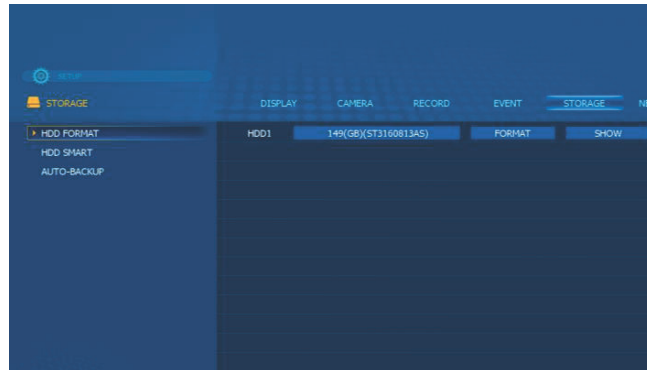 SETUP
STORAGE DISPLAY CAMERA RECORD EVENT STORAGE
HDD FORMAT HDD1 149(GB)(ST3160813AS) FORMAT SHOW
HDD SMART
AUTO-BACKUP